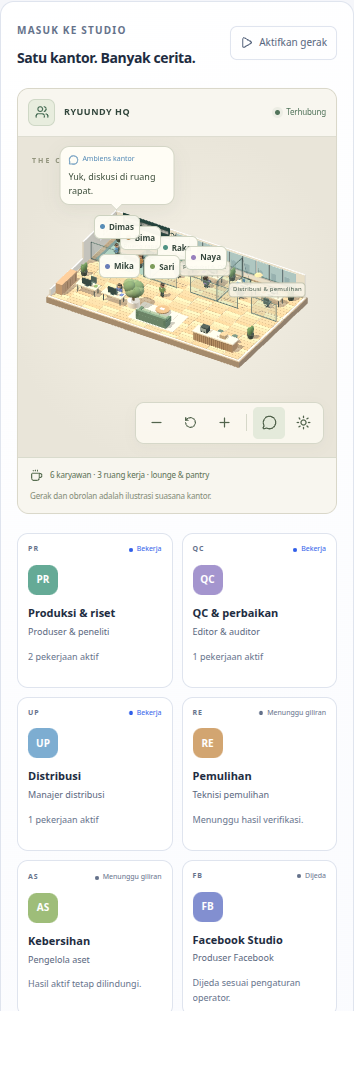 MASUK KE STUDIO
Satu kantor. Banyak cerita.
Aktifkan gerak
RYUUNDY HQ
Terhubung
THE C
Ambiens kantor
Yuk, diskusi di ruang
rapat.
Dimas
Bima
Naya
Mika
Sari
Distribusi & pemulihan
6 karyawan · 3 ruang kerja · lounge & pantry
Gerak dan obrolan adalah ilustrasi suasana kantor.
PR
Bekerja
PR
Produksi & riset
Produser & peneliti
2 pekerjaan aktif
QC
Bekerja
QC
QC & perbaikan
Editor & auditor
1 pekerjaan aktif
UP
Bekerja
UP
Distribusi
Manajer distribusi
1 pekerjaan aktif
RE
Menunggu giliran
RE
Pemulihan
Teknisi pemulihan
Menunggu hasil verifikasi.
AS
Menunggu giliran
AS
Kebersihan
Pengelola aset
Hasil aktif tetap dilindungi.
FB
Dijeda
FB
Facebook Studio
Produser Facebook
Dijeda sesuai pengaturan
operator.